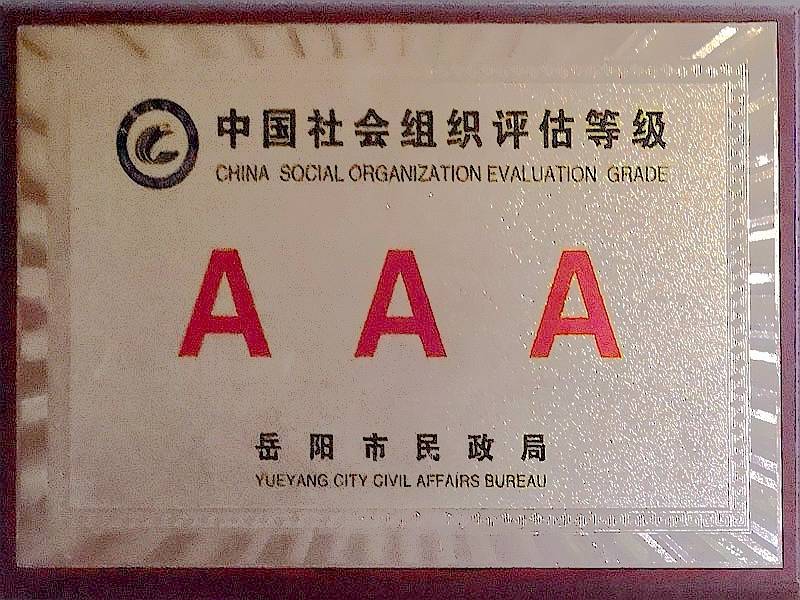 中国社会组织评估等级
CHINA SOCIAL ORGANIZATION EVALUATION GRADE
A A A
岳阳市民政局
YUEYANG CITY CIVIL AFFAIRS BUREAU